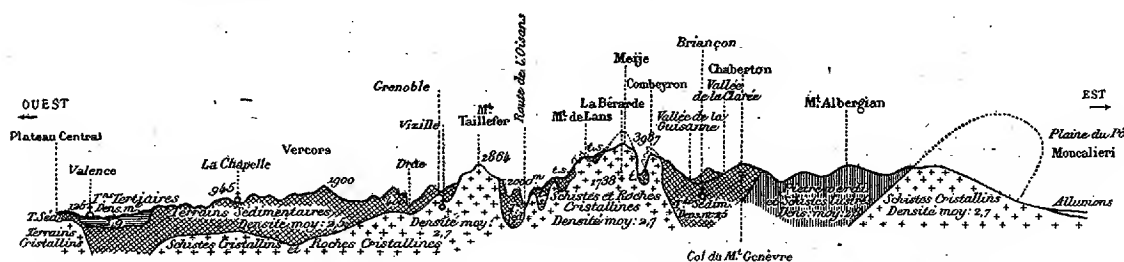 OUEST
Plateau Central
Valence
La Chapelle
Vercors
Grenoble
Vizille
Drac
Mt Taillefer
2864
Route de l'Oisans
2000m
Mt de Lans
La Bérarde
Meije
3987
Combeyron
Briançon
Vallée de la Guisanne
Chaberton
Vallée de la Clarée
Mt Albergian
EST
Plaine du Pô
Moncalieri
945
1900
1738
t.s
t.s
t.s
Terrains Cristallins
Terrains Sédimentaires
Densité moy: 2,5
Schistes Cristallins et Roches Cristallines
Densité moy: 2,7
Schistes et Roches
Cristallines
Densité moy: 2,7
Schistes Cristallins
Densité moy: 2,7
Alluvions
Col du Mt Genèvre